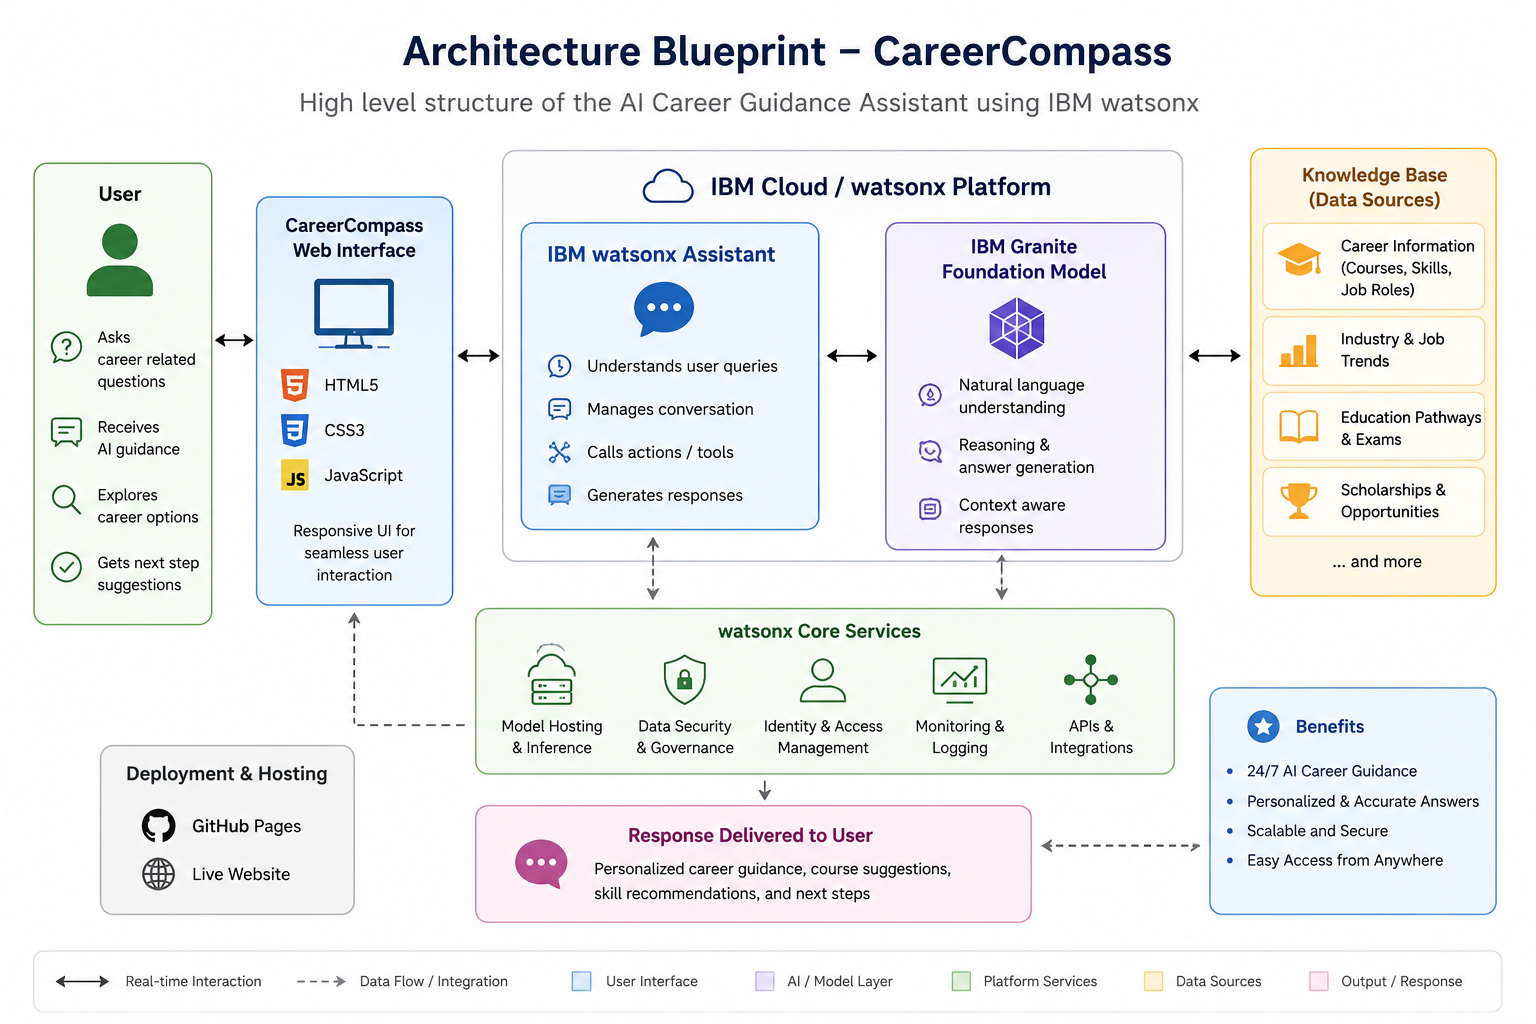 Architecture Blueprint – CareerCompass
High level structure of the AI Career Guidance Assistant using IBM watsonx
User
Asks
career related
questions
Receives
AI guidance
Explores
career options
Gets next step
suggestions
CareerCompass
Web Interface
HTML5
CSS3
JS
JavaScript
Responsive UI for
seamless user
interaction
IBM Cloud / watsonx Platform
IBM watsonx Assistant
Understands user queries
Manages conversation
Calls actions / tools
Generates responses
IBM Granite
Foundation Model
Natural language
understanding
Reasoning &
answer generation
Context aware
responses
Knowledge Base
(Data Sources)
Career Information
(Courses, Skills,
Job Roles)
Industry & Job
Trends
Education Pathways
& Exams
Scholarships &
Opportunities
... and more
watsonx Core Services
Model Hosting
& Inference
Data Security
& Governance
Identity & Access
Management
Monitoring &
Logging
APIs &
Integrations
Deployment & Hosting
GitHub Pages
Live Website
Response Delivered to User
Personalized career guidance, course suggestions,
skill recommendations, and next steps
Benefits
• 24/7 AI Career Guidance
• Personalized & Accurate Answers
• Scalable and Secure
• Easy Access from Anywhere
Real-time Interaction
Data Flow / Integration
User Interface
AI / Model Layer
Platform Services
Data Sources
Output / Response